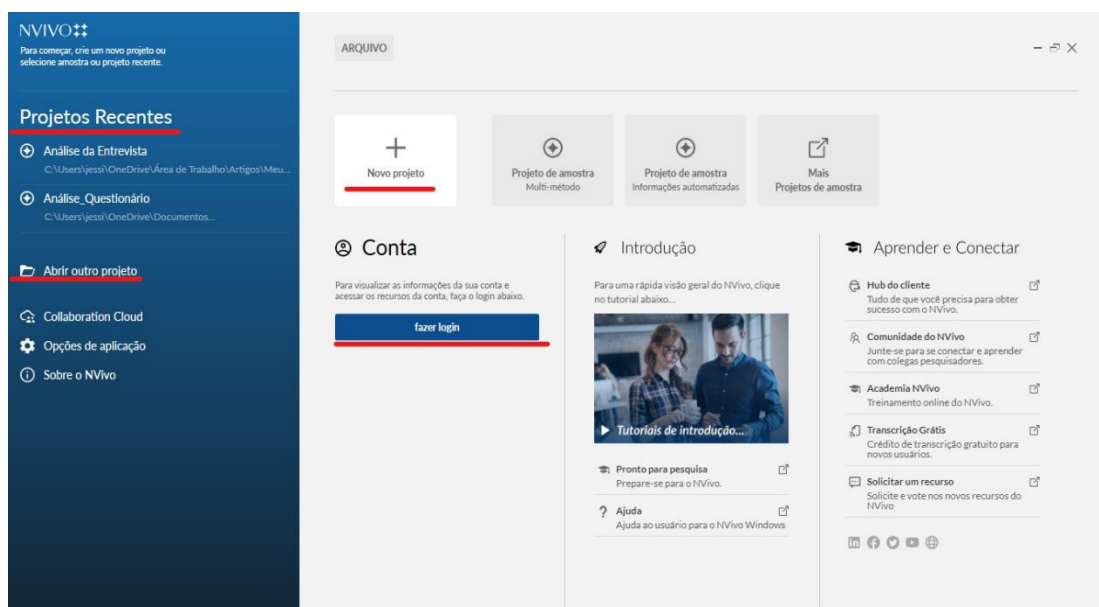 NVIVO
Para começar, crie um novo projeto ou
selecione amostra ou projeto recente.
Projetos Recentes
Análise da Entrevista
C:\Users\jessi\OneDrive\Área de Trabalho\Artigos\Meu...
Análise_Questionário
C:\Users\jessi\OneDrive\Documentos...
Abrir outro projeto
Collaboration Cloud
Opções de aplicação
Sobre o NVivo
ARQUIVO
Novo projeto
Projeto de amostra
Multi-método
Projeto de amostra
Informações automatizadas
Mais
Projetos de amostra
Conta
Para visualizar as informações da sua conta e
acessar os recursos da conta, faça o login abaixo.
fazer login
Introdução
Para uma rápida visão geral do NVivo, clique
no tutorial abaixo...
Tutoriais de introdução...
Pronto para pesquisa
Prepare-se para o NVivo.
Ajuda
Ajuda ao usuário para o NVivo Windows
Aprender e Conectar
Hub do cliente
Tudo de que você precisa para obter
sucesso com o NVivo.
Comunidade do NVivo
Junte-se para se conectar e aprender
com colegas pesquisadores.
Academia NVivo
Treinamento online do NVivo.
Transcrição Grátis
Crédito de transcrição gratuito para
novos usuários.
Solicitar um recurso
Solicite e vote nos novos recursos do
NVivo